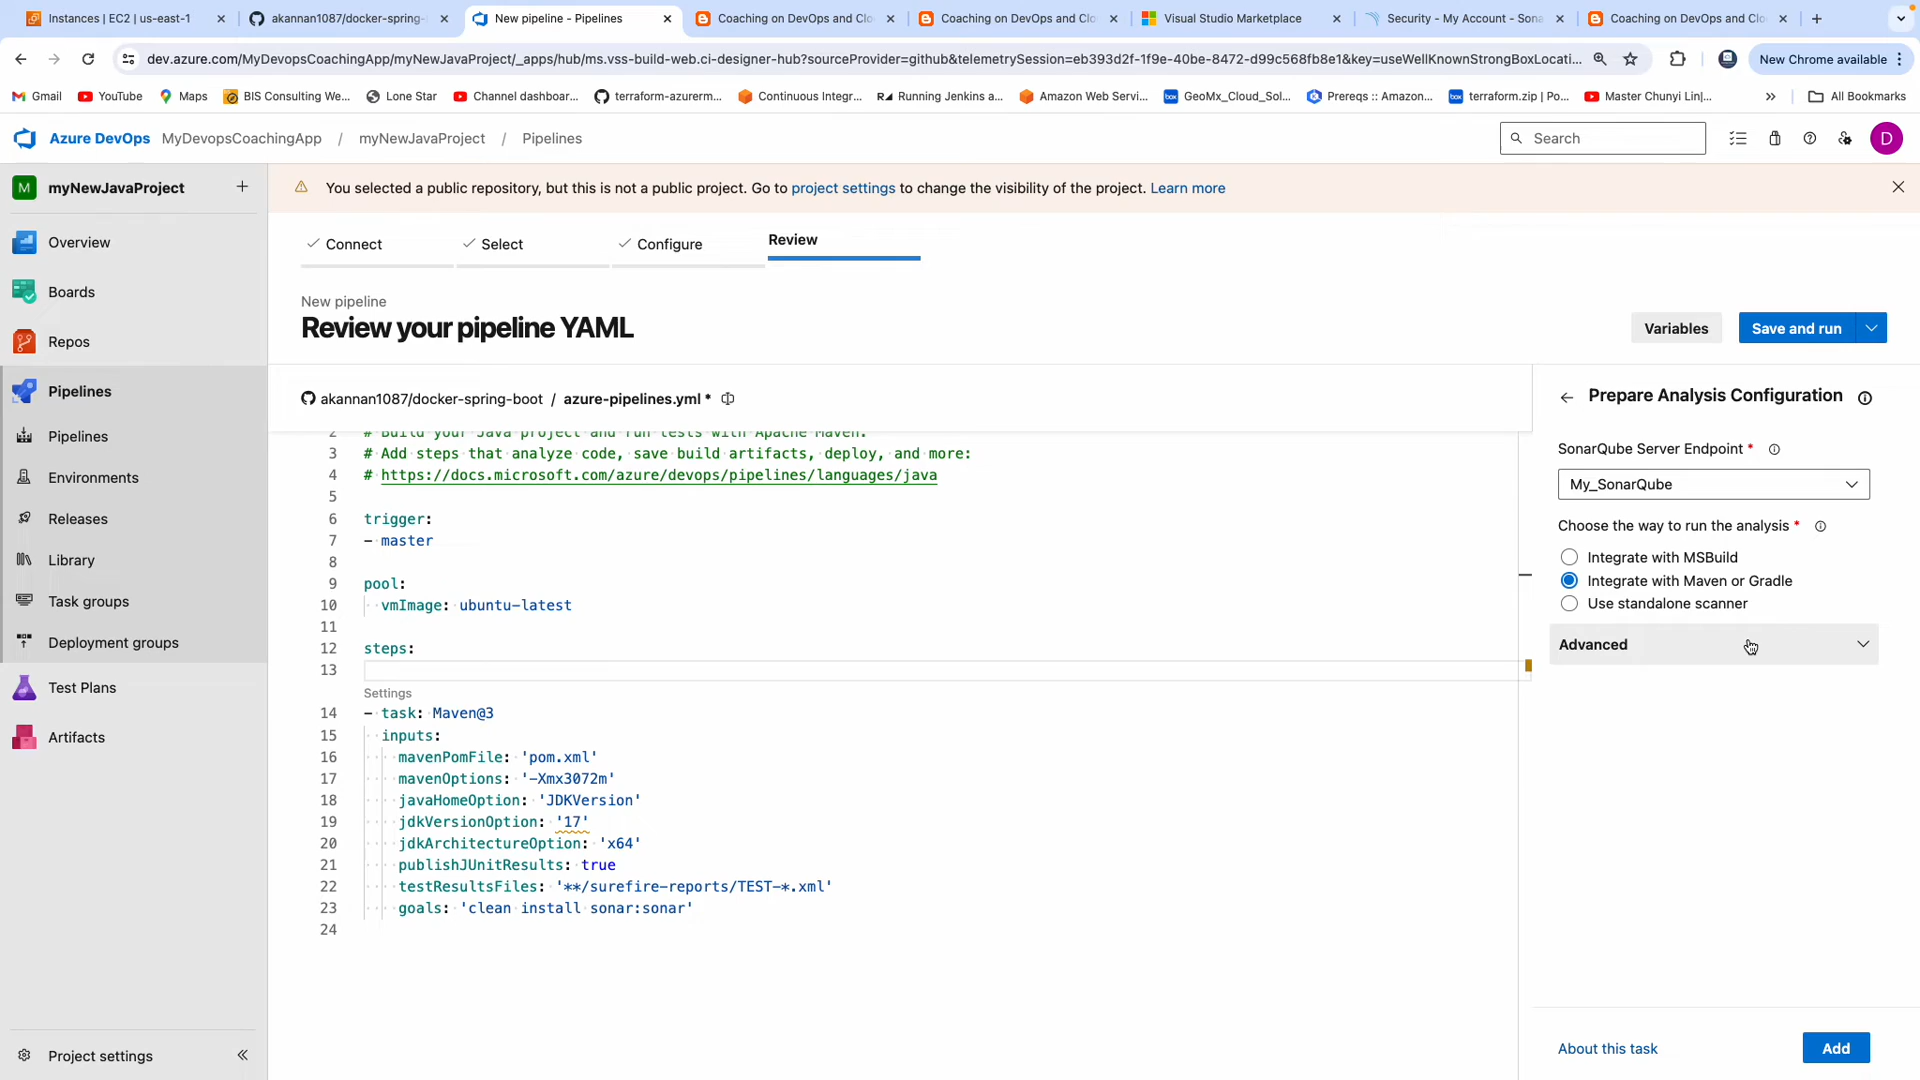 Instances | EC2 | us-east-1
akannan1087/docker-spring-
New pipeline - Pipelines
Coaching on DevOps and Clo
Coaching on DevOps and Clo
Visual Studio Marketplace
Security - My Account - Sona
Coaching on DevOps and Clo
dev.azure.com/MyDevopsCoachingApp/myNewJavaProject/_apps/hub/ms.vss-build-web.ci-designer-hub?sourceProvider=github&telemetrySession=eb393d2f-1f9e-40be-8472-d99c568fb8e1&key=useWellKnownStrongBoxLocati...
New Chrome available
Gmail
YouTube
Maps
BIS Consulting We...
Lone Star
Channel dashboar...
terraform-azurerm...
Continuous Integr...
Running Jenkins a...
Amazon Web Servi...
GeoMx_Cloud_Sol...
Prereqs :: Amazon...
terraform.zip | Po...
Master Chunyi Lin|...
All Bookmarks
Azure DevOps MyDevopsCoachingApp / myNewJavaProject / Pipelines
Search
D
M myNewJavaProject
Overview
Boards
Repos
Pipelines
Pipelines
Environments
Releases
Library
Task groups
Deployment groups
Test Plans
Artifacts
Project settings
You selected a public repository, but this is not a public project. Go to project settings to change the visibility of the project. Learn more
Connect
Select
Configure
Review
New pipeline
Review your pipeline YAML
Variables
Save and run
akannan1087/docker-spring-boot / azure-pipelines.yml *
2 # Build your Java project and run tests with Apache Maven.
3 # Add steps that analyze code, save build artifacts, deploy, and more:
4 # https://docs.microsoft.com/azure/devops/pipelines/languages/java
5
6 trigger:
7 - master
8
9 pool:
10 vmImage: ubuntu-latest
11
12 steps:
13
Settings
14 - task: Maven@3
15 inputs:
16 mavenPomFile: 'pom.xml'
17 mavenOptions: '-Xmx3072m'
18 javaHomeOption: 'JDKVersion'
19 jdkVersionOption: '17'
20 jdkArchitectureOption: 'x64'
21 publishJUnitResults: true
22 testResultsFiles: '**/surefire-reports/TEST-*.xml'
23 goals: 'clean install sonar:sonar'
24
Prepare Analysis Configuration
SonarQube Server Endpoint *
My_SonarQube
Choose the way to run the analysis *
Integrate with MSBuild
Integrate with Maven or Gradle
Use standalone scanner
Advanced
About this task
Add